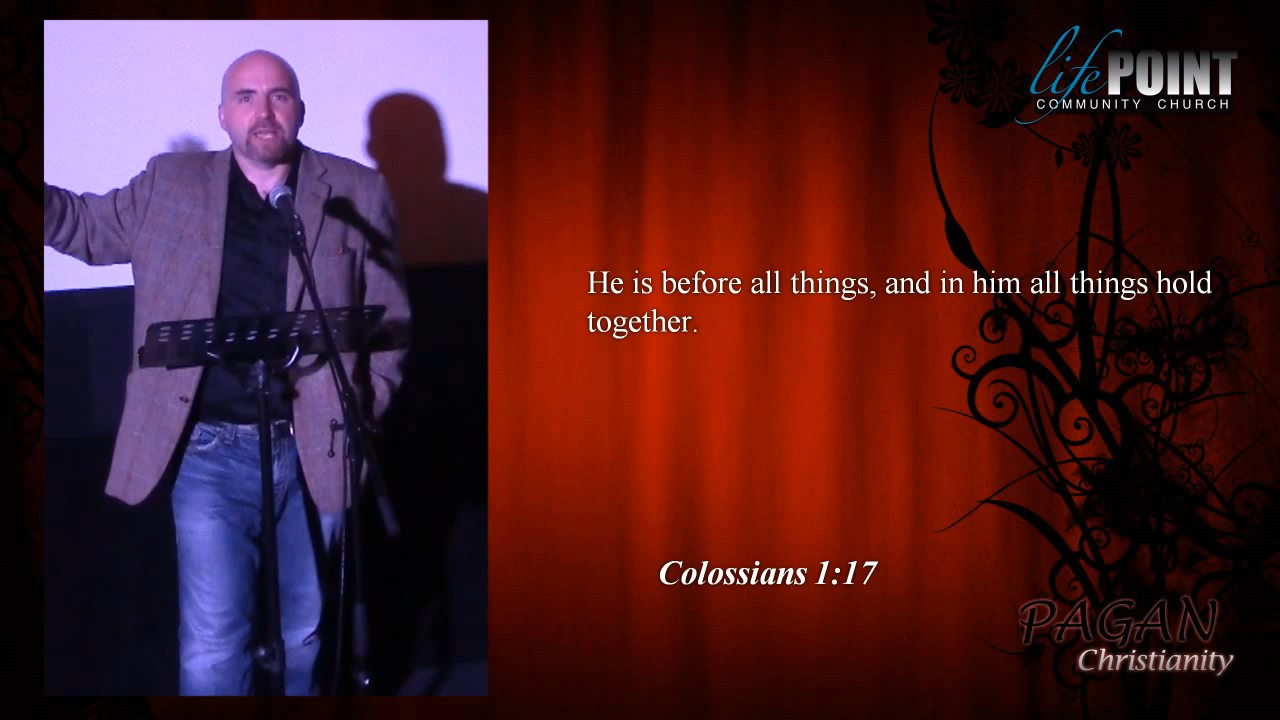 life POINT
COMMUNITY CHURCH
He is before all things, and in him all things hold
together.
Colossians 1:17
PAGAN
Christianity